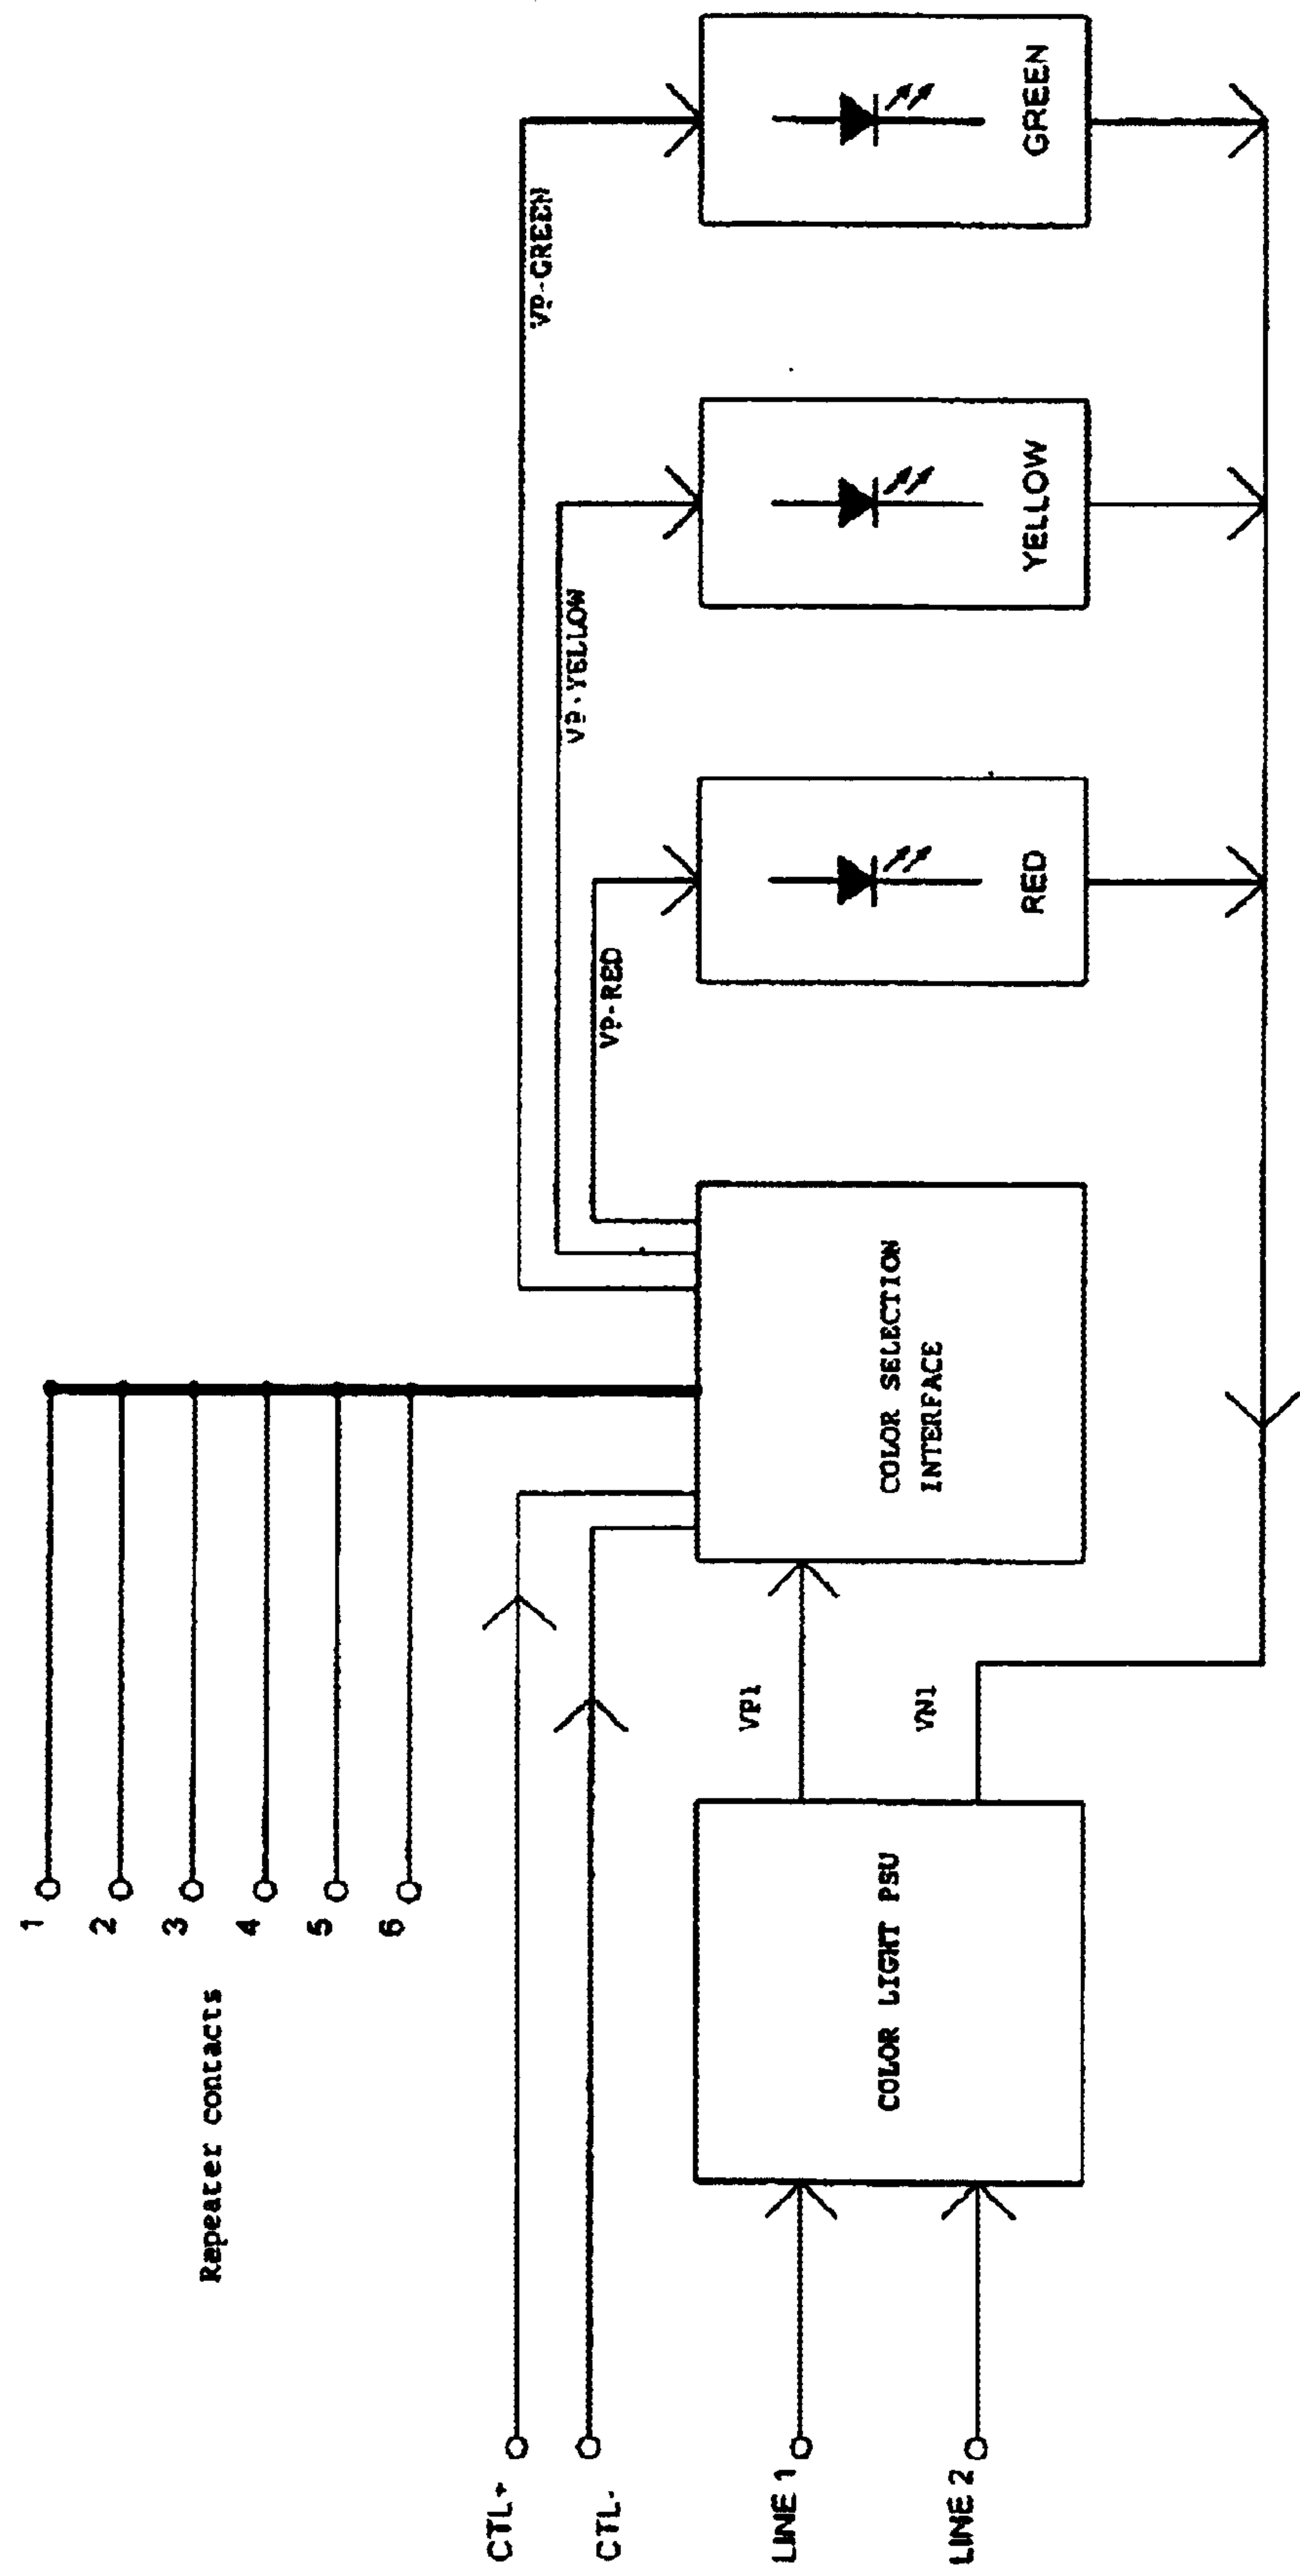 1
2
3
4
5
6
Repeater contacts
CTL+
CTL-
LINE 1
LINE 2
COLOR LIGHT PSU
VP1
VN1
COLOR SELECTION
INTERFACE
VP-RED
VP-YELLOW
VP-GREEN
RED
YELLOW
GREEN